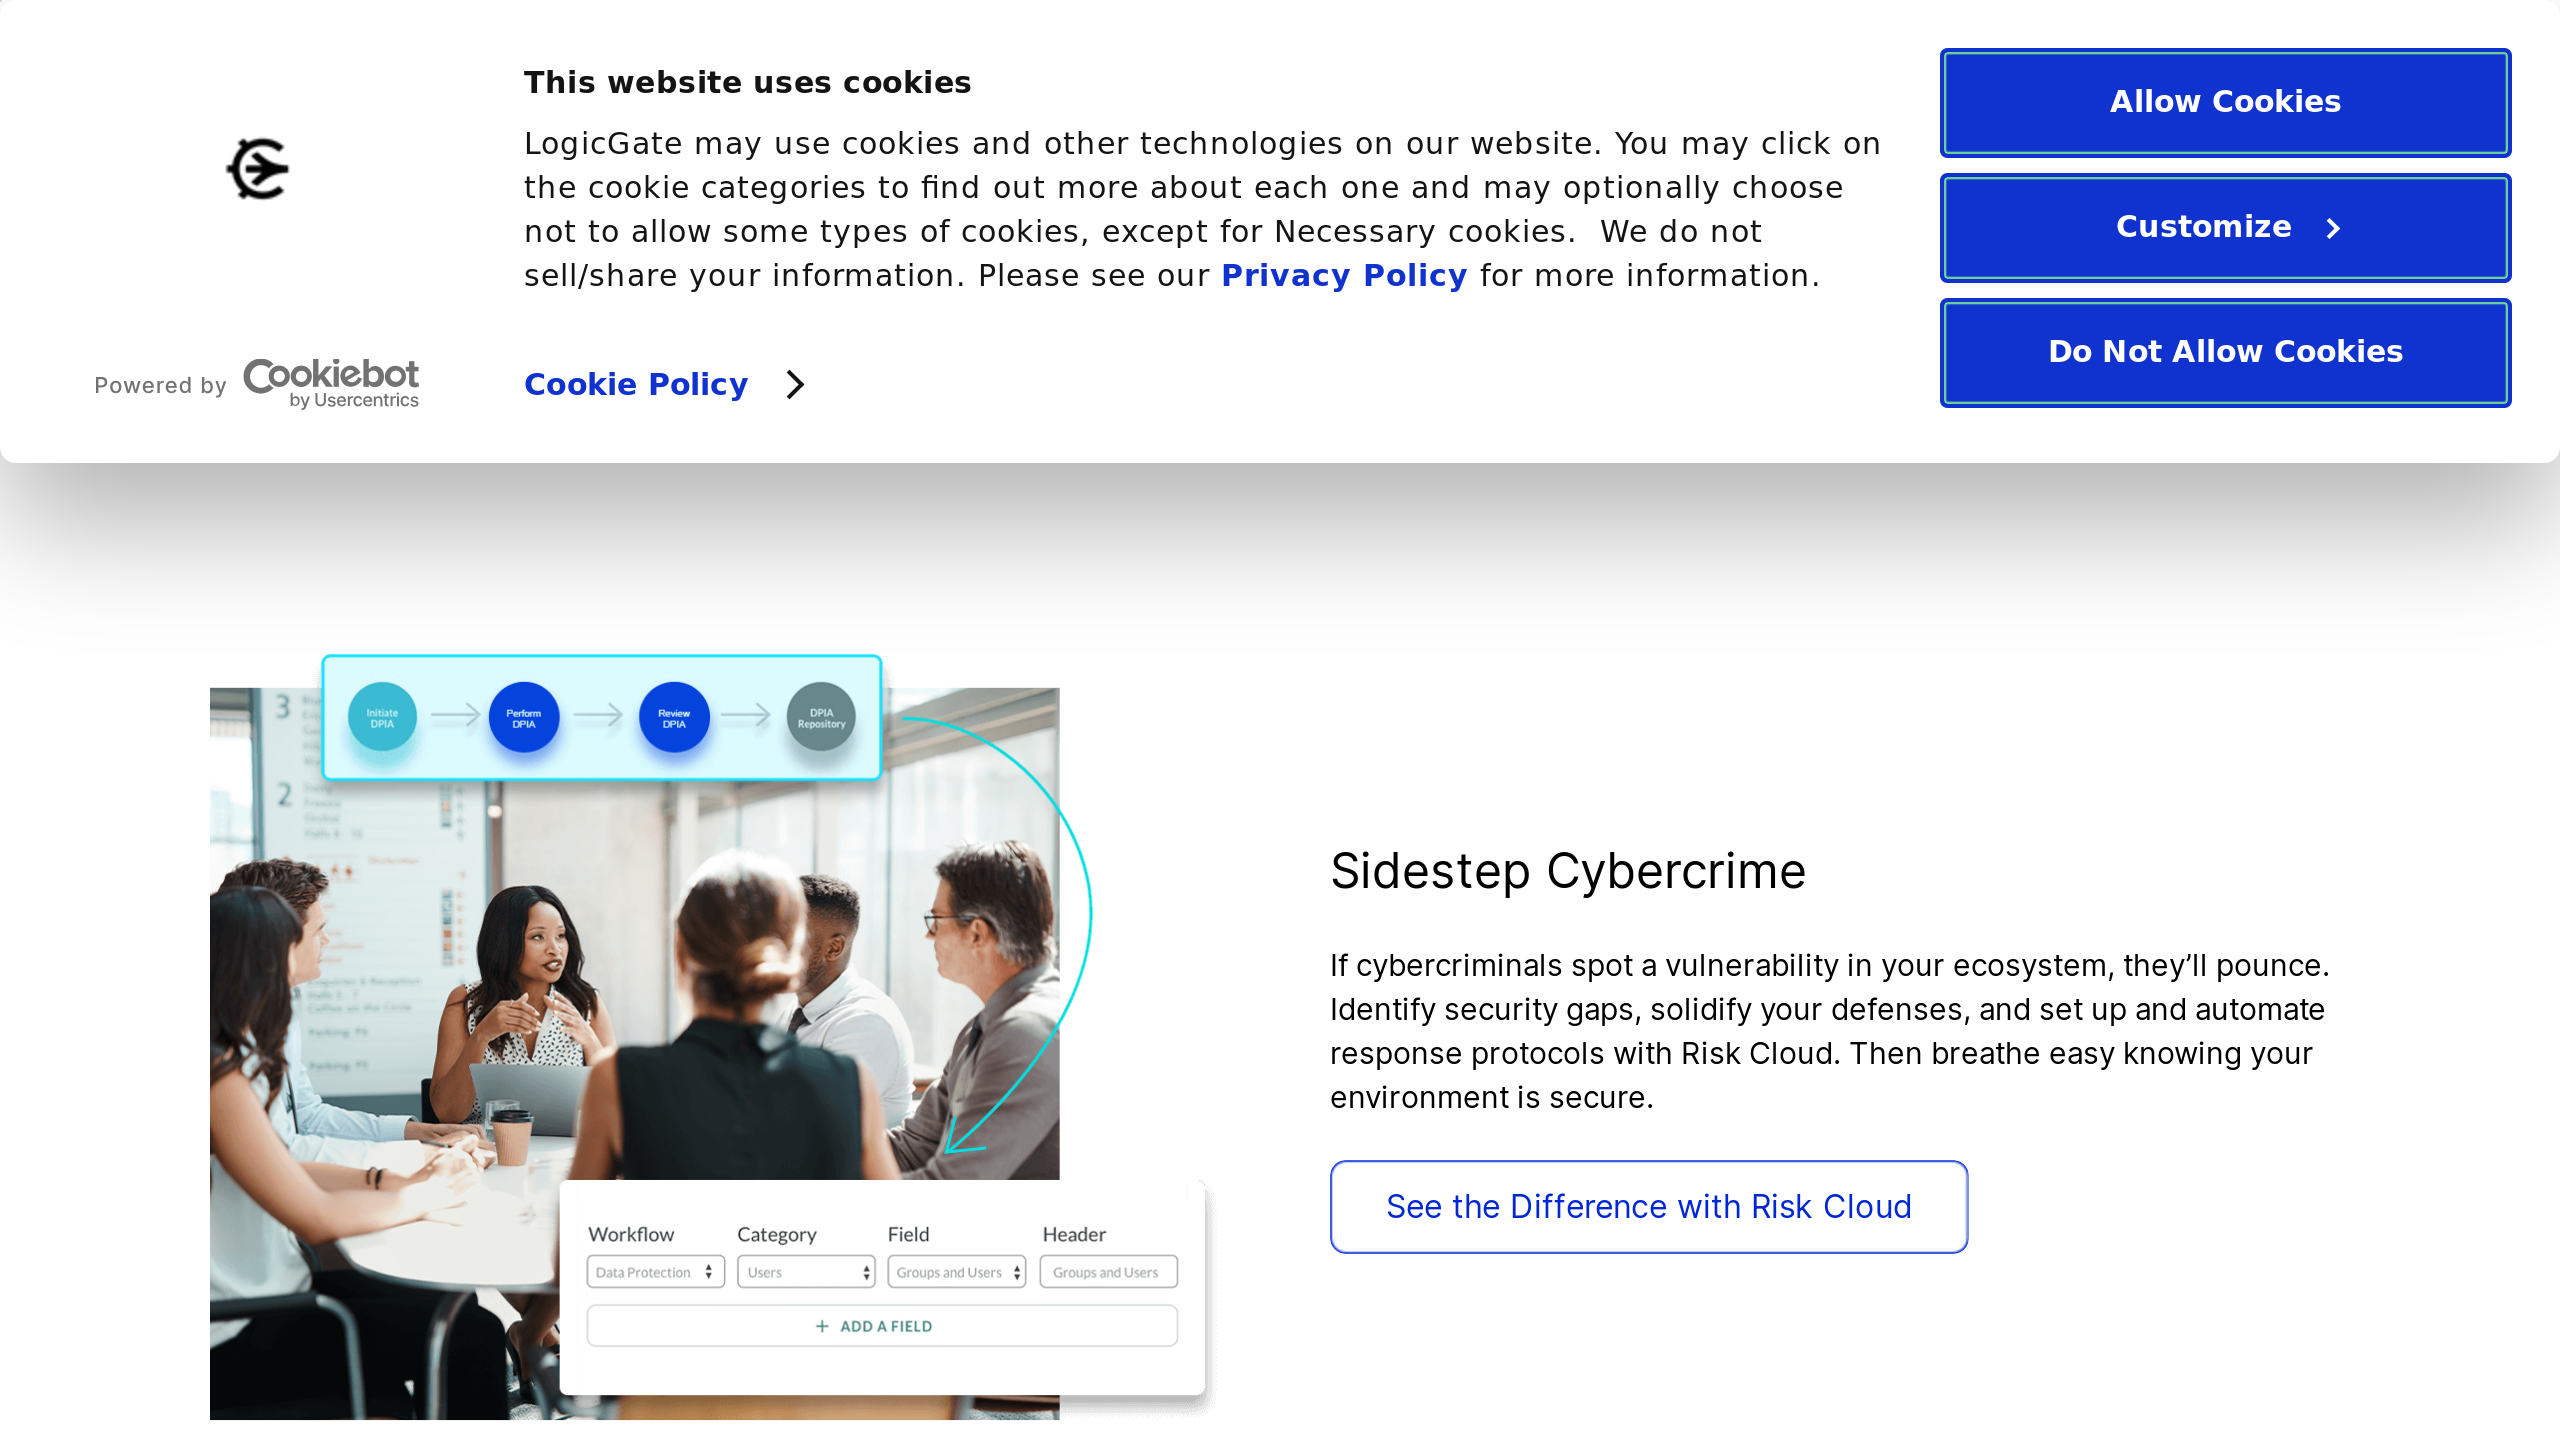 This website uses cookies
LogicGate may use cookies and other technologies on our website. You may click on
the cookie categories to find out more about each one and may optionally choose
not to allow some types of cookies, except for Necessary cookies.  We do not
sell/share your information. Please see our Privacy Policy for more information.
Allow Cookies
Customize
Do Not Allow Cookies
Powered by Cookiebot
by Usercentrics
Cookie Policy
Initiate
DPIA
Perform
DPIA
Review
DPIA
DPIA
Repository
3
2
Sidestep Cybercrime
If cybercriminals spot a vulnerability in your ecosystem, they’ll pounce.
Identify security gaps, solidify your defenses, and set up and automate
response protocols with Risk Cloud. Then breathe easy knowing your
environment is secure.
See the Difference with Risk Cloud
Workflow Category Field Header
Data Protection Users Groups and Users Groups and Users
+ ADD A FIELD